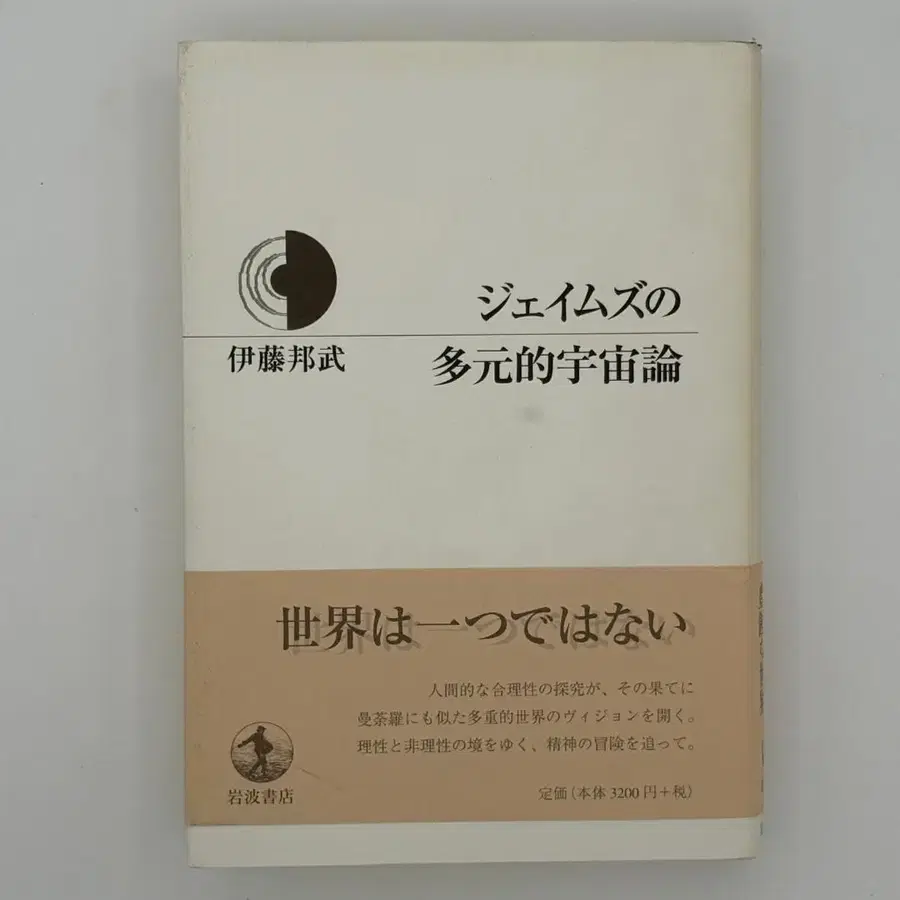 ジェイムズの
多元的宇宙論
伊藤邦武
世界は一つではない
人間的な合理性の探究が、その果てに
曼荼羅にも似た多重的世界のヴィジョンを開く。
理性と非理性の境をゆく、精神の冒険を追って。
岩波書店
定価(本体3200円+税)